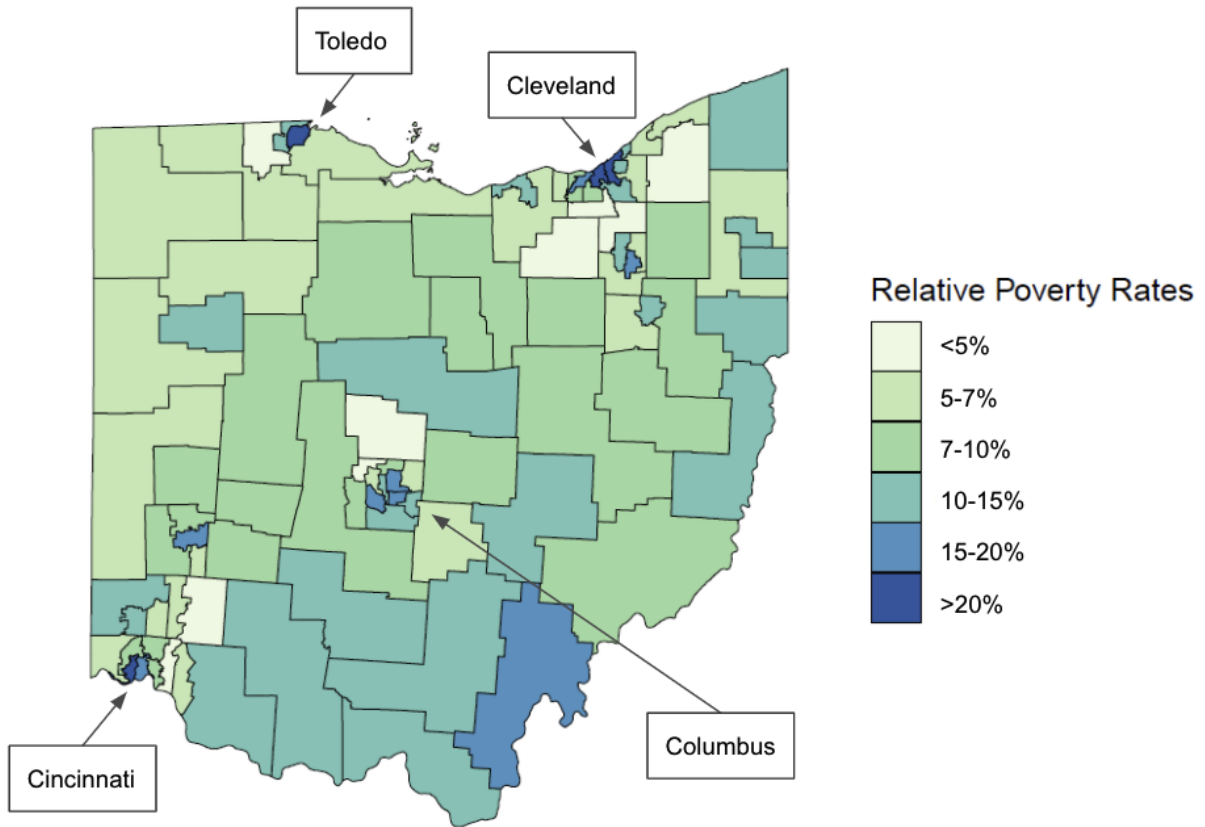 Toledo
Cleveland
Relative Poverty Rates
<5%
5-7%
7-10%
10-15%
15-20%
>20%
Columbus
Cincinnati